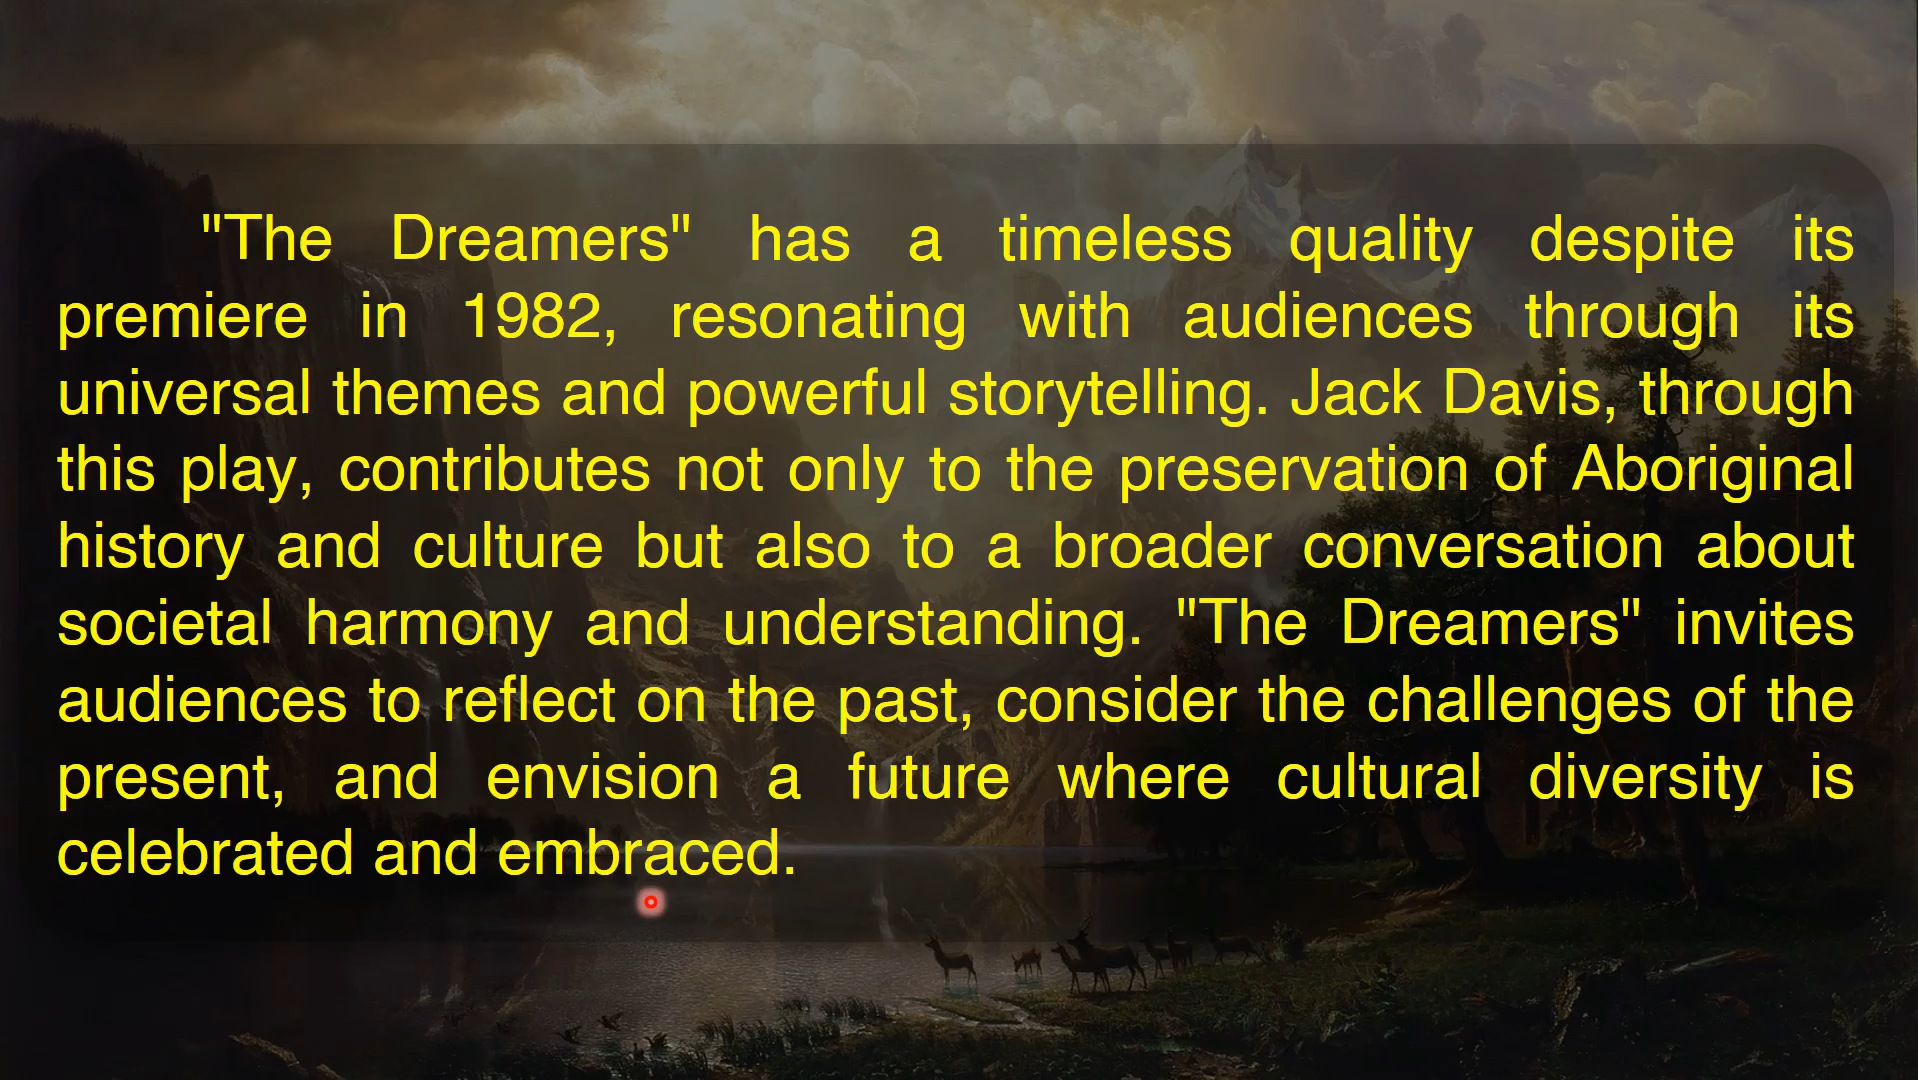 "The Dreamers" has a timeless quality despite its
premiere in 1982, resonating with audiences through its
universal themes and powerful storytelling. Jack Davis, through
this play, contributes not only to the preservation of Aboriginal
history and culture but also to a broader conversation about
societal harmony and understanding. "The Dreamers" invites
audiences to reflect on the past, consider the challenges of the
present, and envision a future where cultural diversity is
celebrated and embraced.